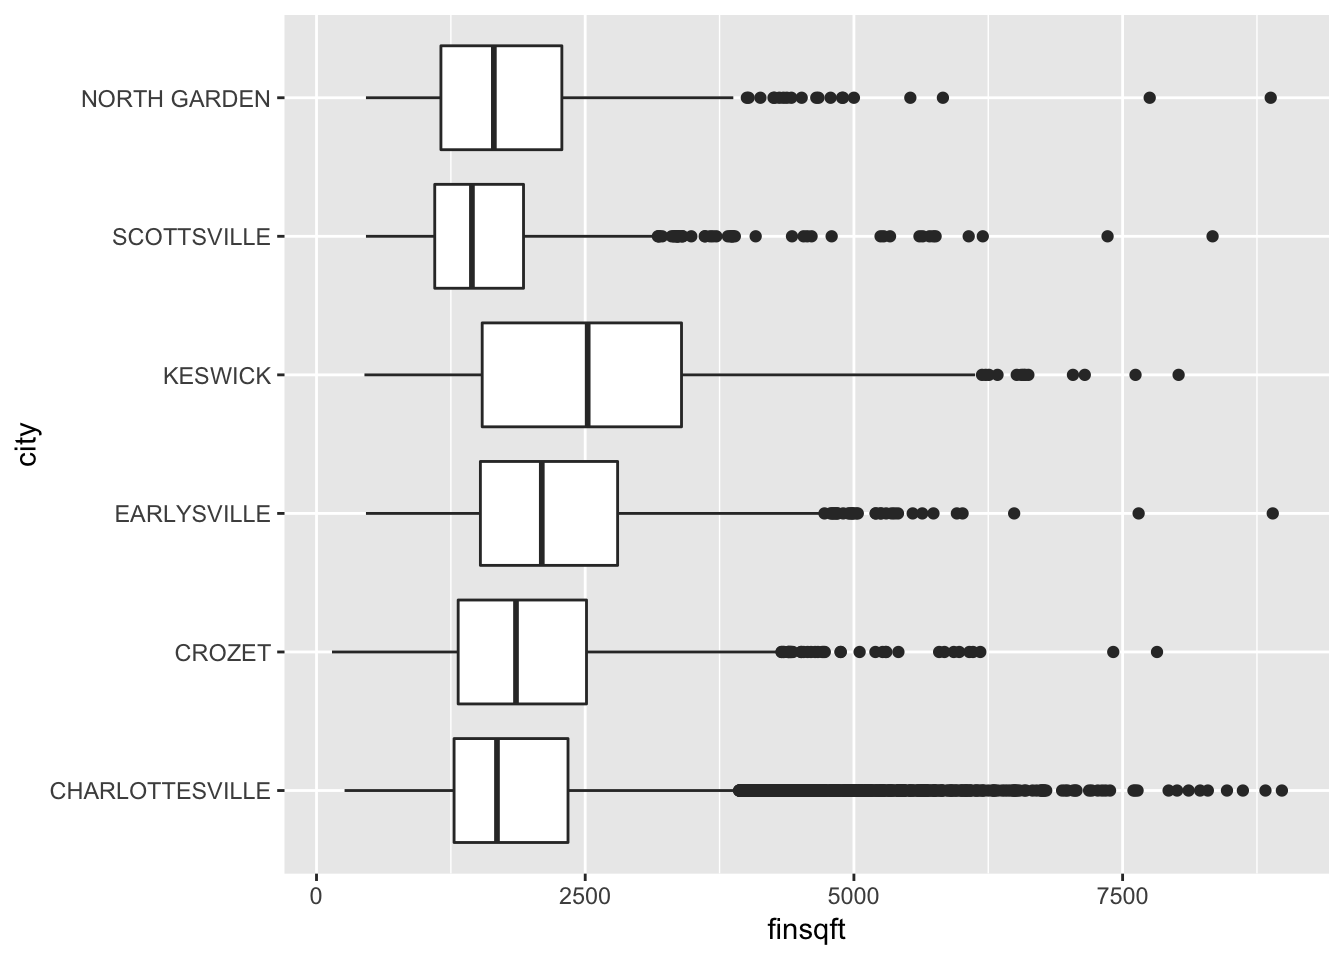 NORTH GARDEN
SCOTTSVILLE
KESWICK
EARLYSVILLE
CROZET
CHARLOTTESVILLE
city
0 2500 5000 7500
finsqft